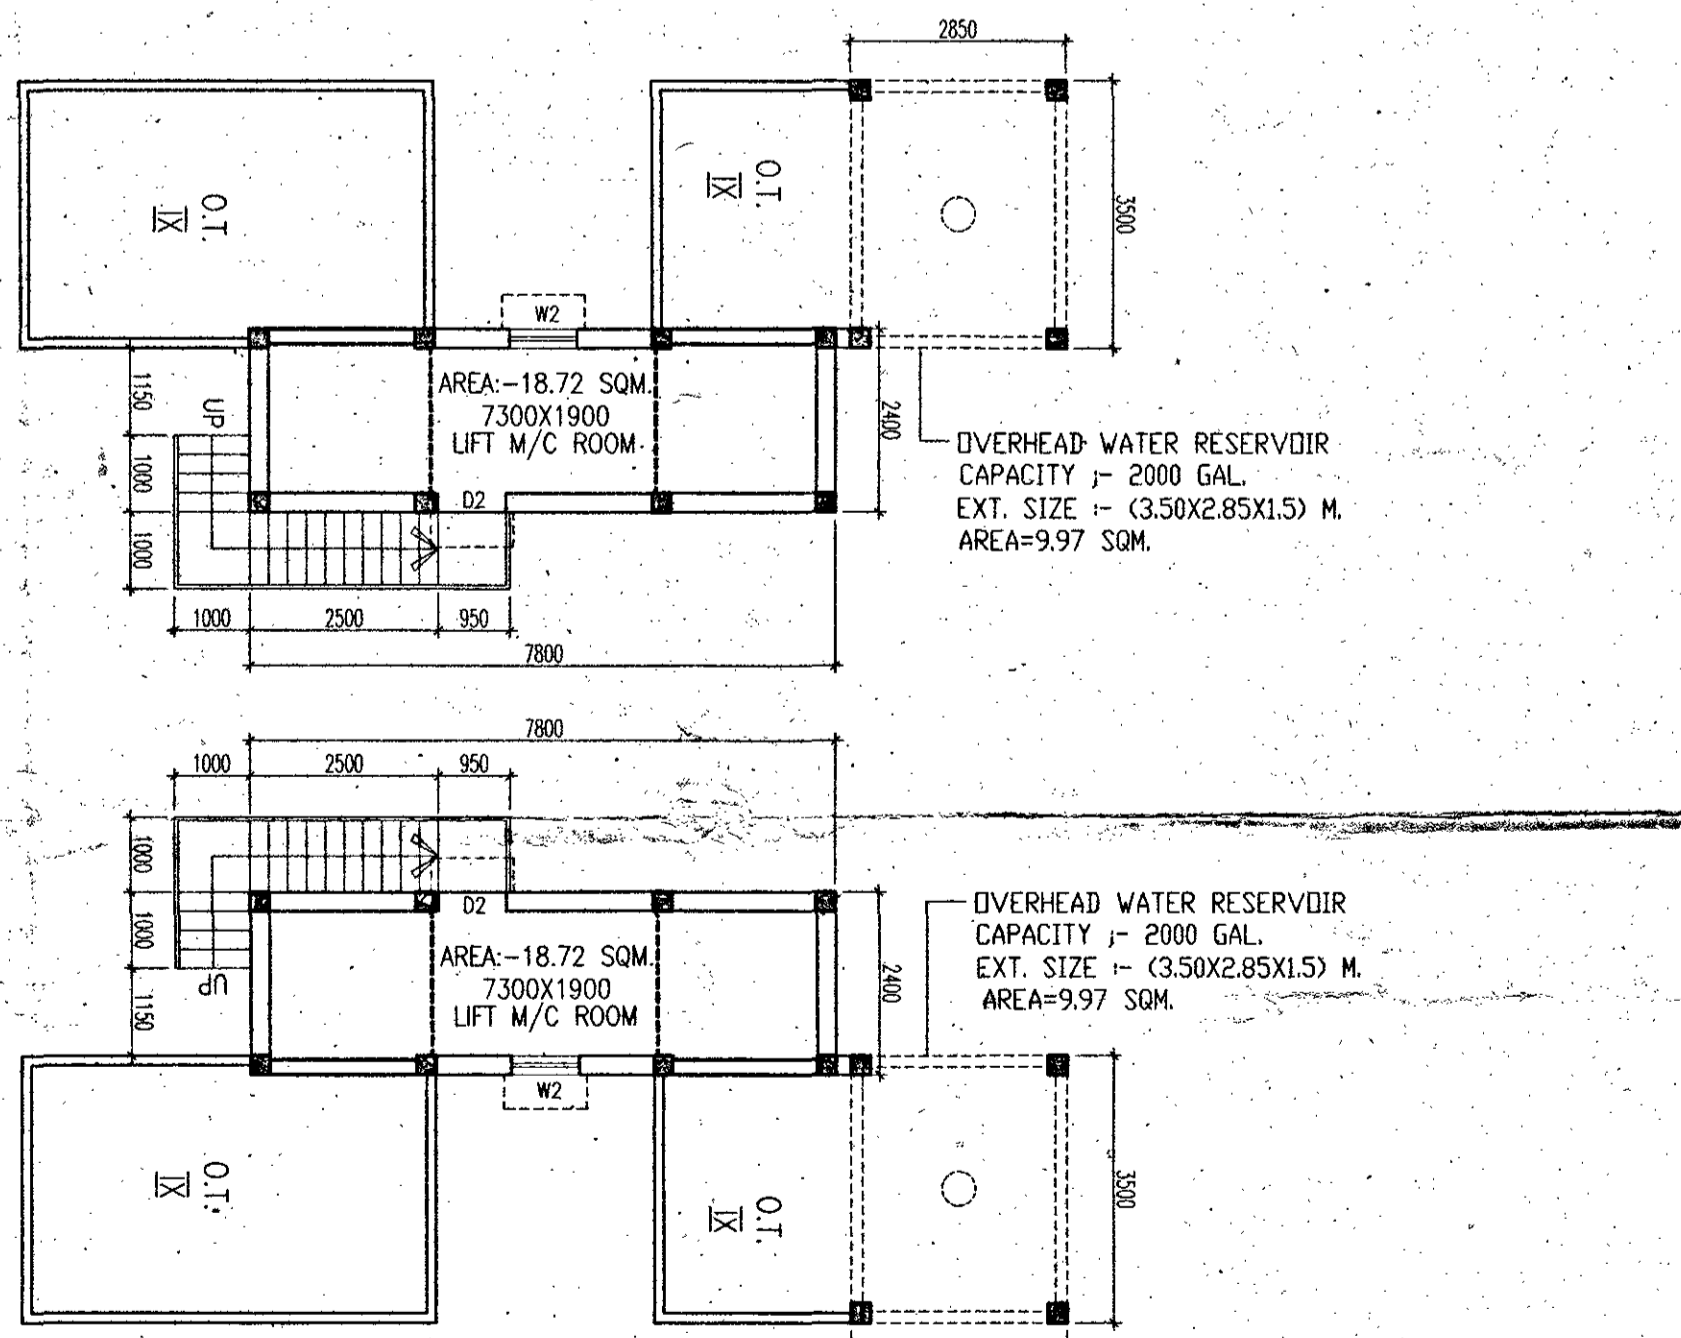 2850
O.T.
IX
O.T.
IX
3500
W2
1150
UP
AREA:-18.72 SQM.
7300X1900
LIFT M/C ROOM
2400
1000
D2
1000
OVERHEAD WATER RESERVOIR
CAPACITY ;- 2000 GAL.
EXT. SIZE :- (3.50X2.85X1.5) M.
AREA=9.97 SQM.
1000
2500
950
7800
7800
1000
2500
950
1000
D2
1000
UP
1150
AREA:-18.72 SQM.
7300X1900
LIFT M/C ROOM
2400
OVERHEAD WATER RESERVOIR
CAPACITY ;- 2000 GAL.
EXT. SIZE :- (3.50X2.85X1.5) M.
AREA=9.97 SQM.
W2
O.T.
IX
O.T.
IX
3500